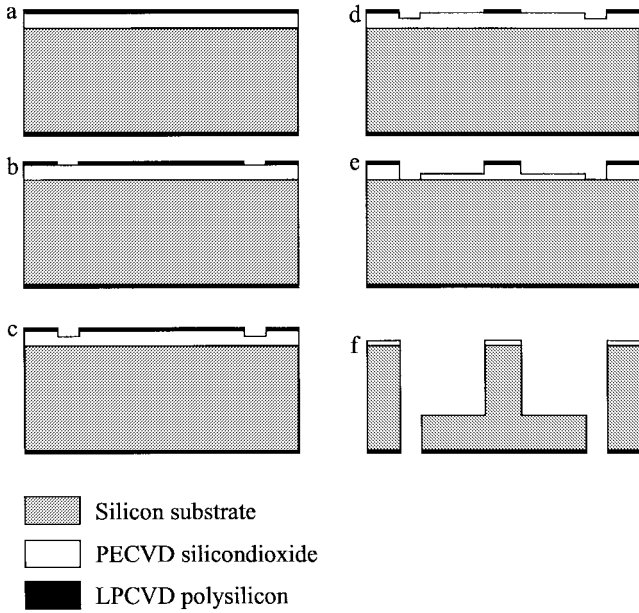 a
b
c
d
e
f
Silicon substrate
PECVD silicondioxide
LPCVD polysilicon